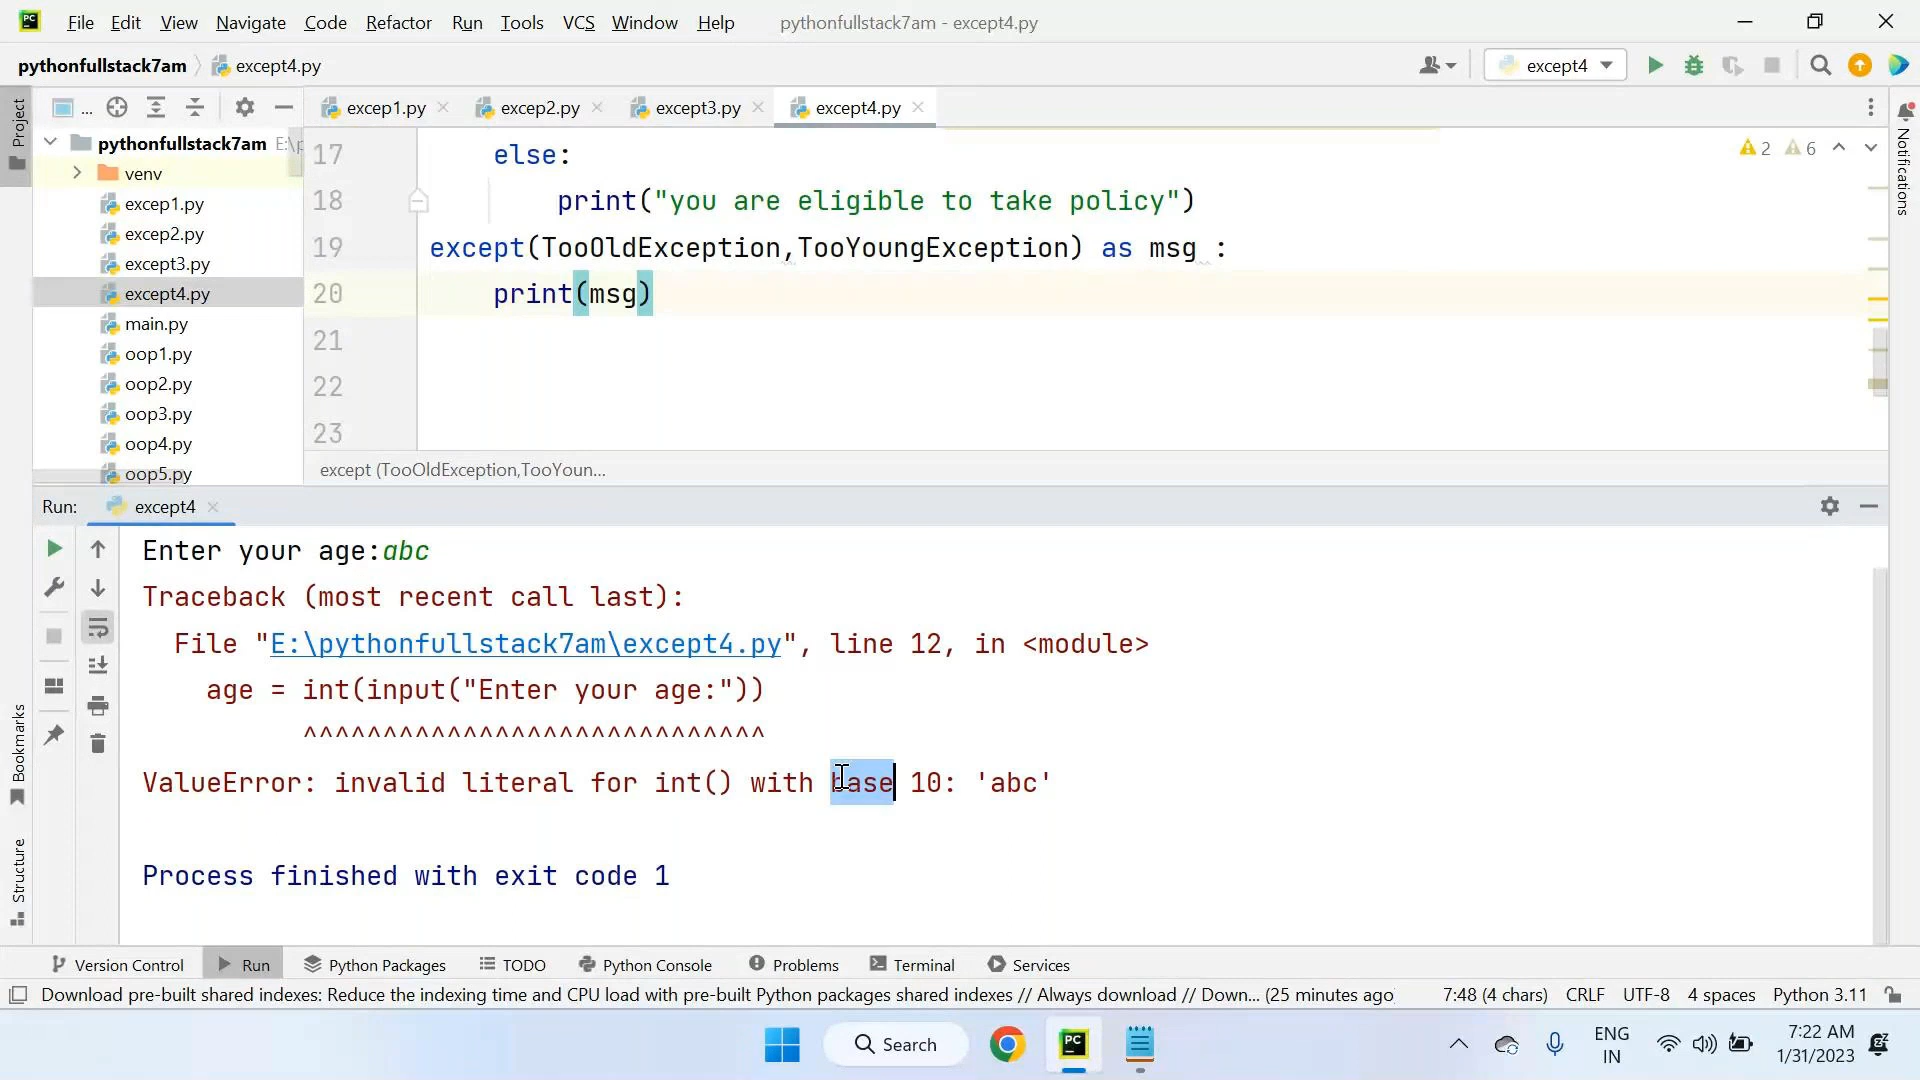 PC File Edit View Navigate Code Refactor Run Tools VCS Window Help pythonfullstack7am - except4.py
pythonfullstack7am except4.py except4
Project
... excep1.py excep2.py except3.py except4.py
pythonfullstack7am E:\p
venv
excep1.py
excep2.py
except3.py
except4.py
main.py
oop1.py
oop2.py
oop3.py
oop4.py
oop5.py
17 else:
18 print("you are eligible to take policy")
19 except(TooOldException,TooYoungException) as msg :
20 print(msg)
21
22
23
2 6
Notifications
except (TooOldException,TooYoun...
Run: except4
Enter your age:abc
Traceback (most recent call last):
File "E:\pythonfullstack7am\except4.py", line 12, in <module>
age = int(input("Enter your age:"))
^^^^^^^^^^^^^^^^^^^^^^^^^^^^^
ValueError: invalid literal for int() with base 10: 'abc'
Process finished with exit code 1
Bookmarks
Structure
Version Control Run Python Packages TODO Python Console Problems Terminal Services
Download pre-built shared indexes: Reduce the indexing time and CPU load with pre-built Python packages shared indexes // Always download // Down... (25 minutes ago 7:48 (4 chars) CRLF UTF-8 4 spaces Python 3.11
Search PC ENG
IN
7:22 AM
1/31/2023